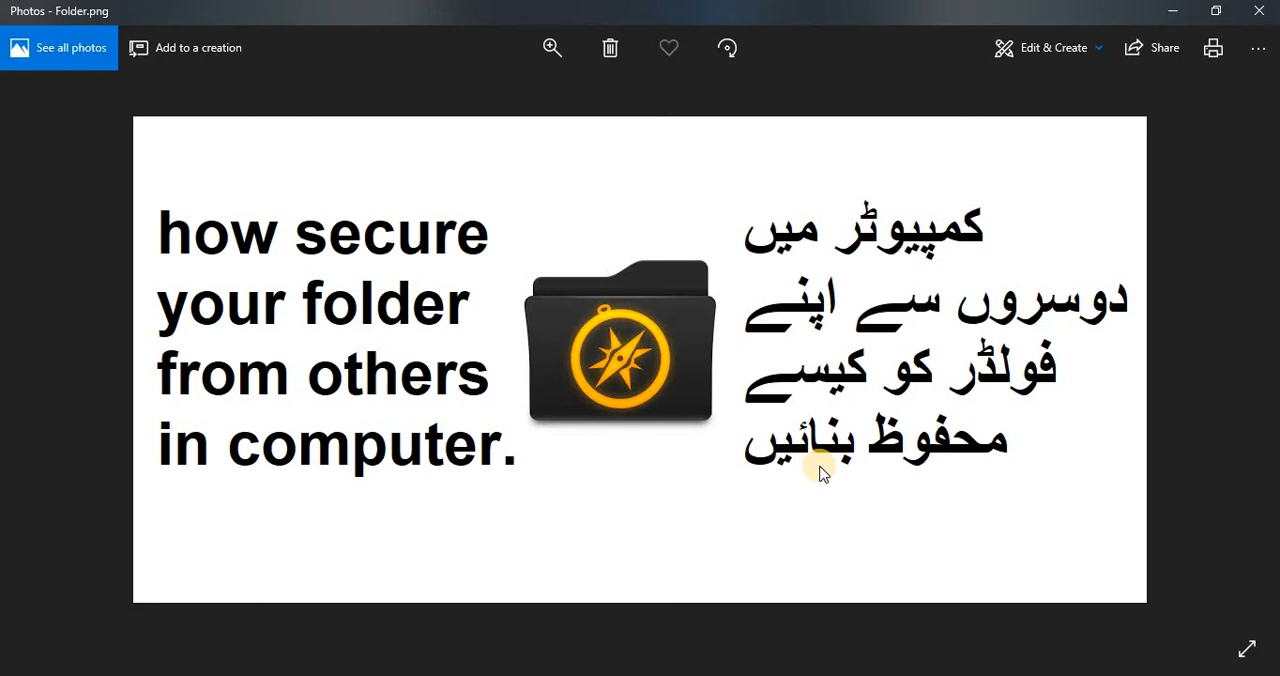 Photos - Folder.png
See all photos
Add to a creation
Edit & Create
Share
how secure
your folder
from others
in computer.
کمپیوٹر میں
دوسروں سے اپنے
فولڈر کو کیسے
محفوظ بنائیں